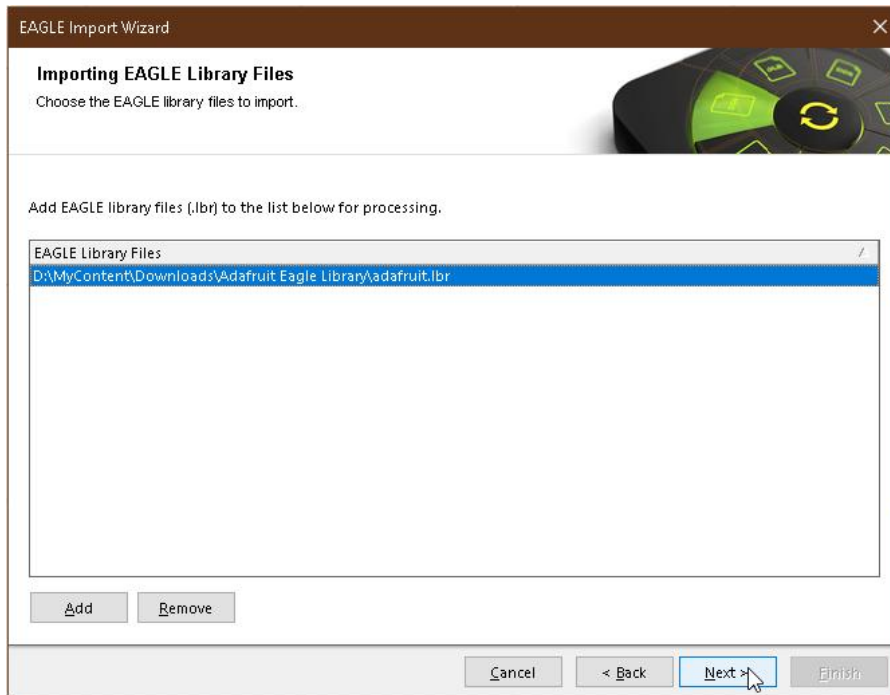 EAGLE Import Wizard
Importing EAGLE Library Files
Choose the EAGLE library files to import.
Add EAGLE library files (.lbr) to the list below for processing.
EAGLE Library Files
D:\MyContent\Downloads\Adafruit Eagle Library\adafruit.lbr
Add Remove
Cancel < Back Next > Finish